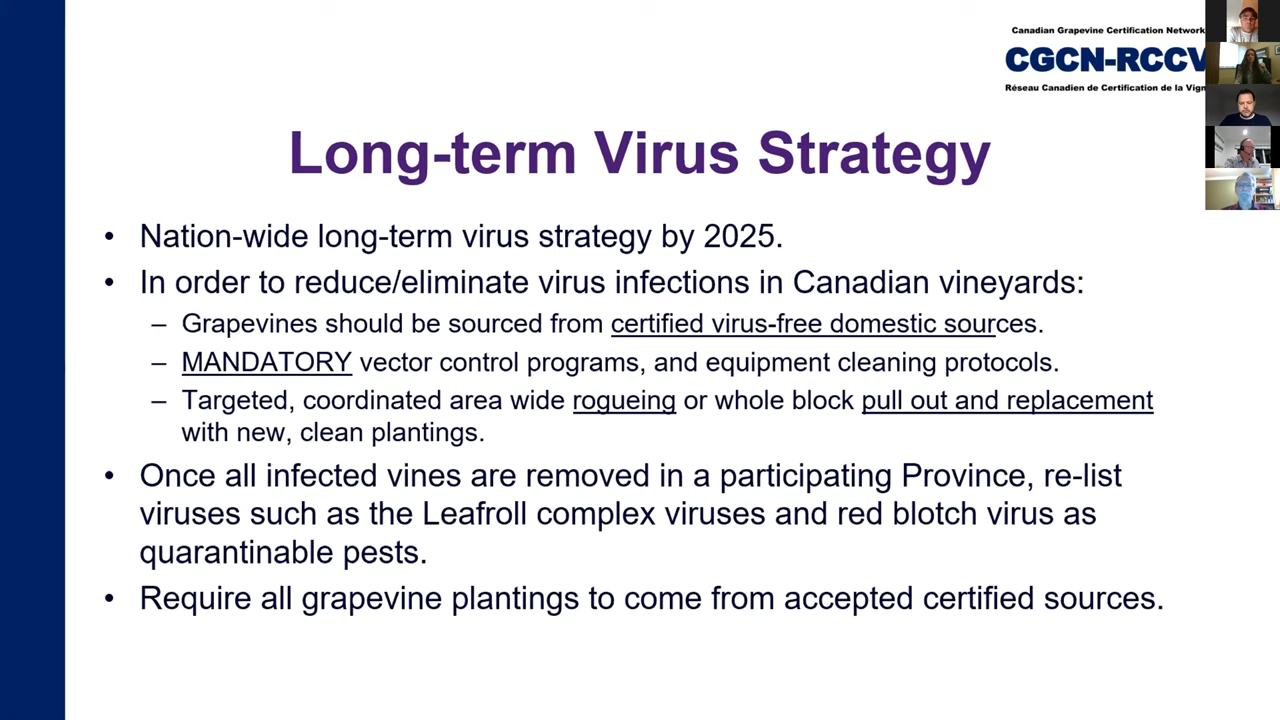 Canadian Grapevine Certification Network
CGCN-RCCV
Réseau Canadien de Certification de la Vign
Long-term Virus Strategy
• Nation-wide long-term virus strategy by 2025.
• In order to reduce/eliminate virus infections in Canadian vineyards:
– Grapevines should be sourced from certified virus-free domestic sources.
– MANDATORY vector control programs, and equipment cleaning protocols.
– Targeted, coordinated area wide rogueing or whole block pull out and replacement
with new, clean plantings.
• Once all infected vines are removed in a participating Province, re-list
viruses such as the Leafroll complex viruses and red blotch virus as
quarantinable pests.
• Require all grapevine plantings to come from accepted certified sources.